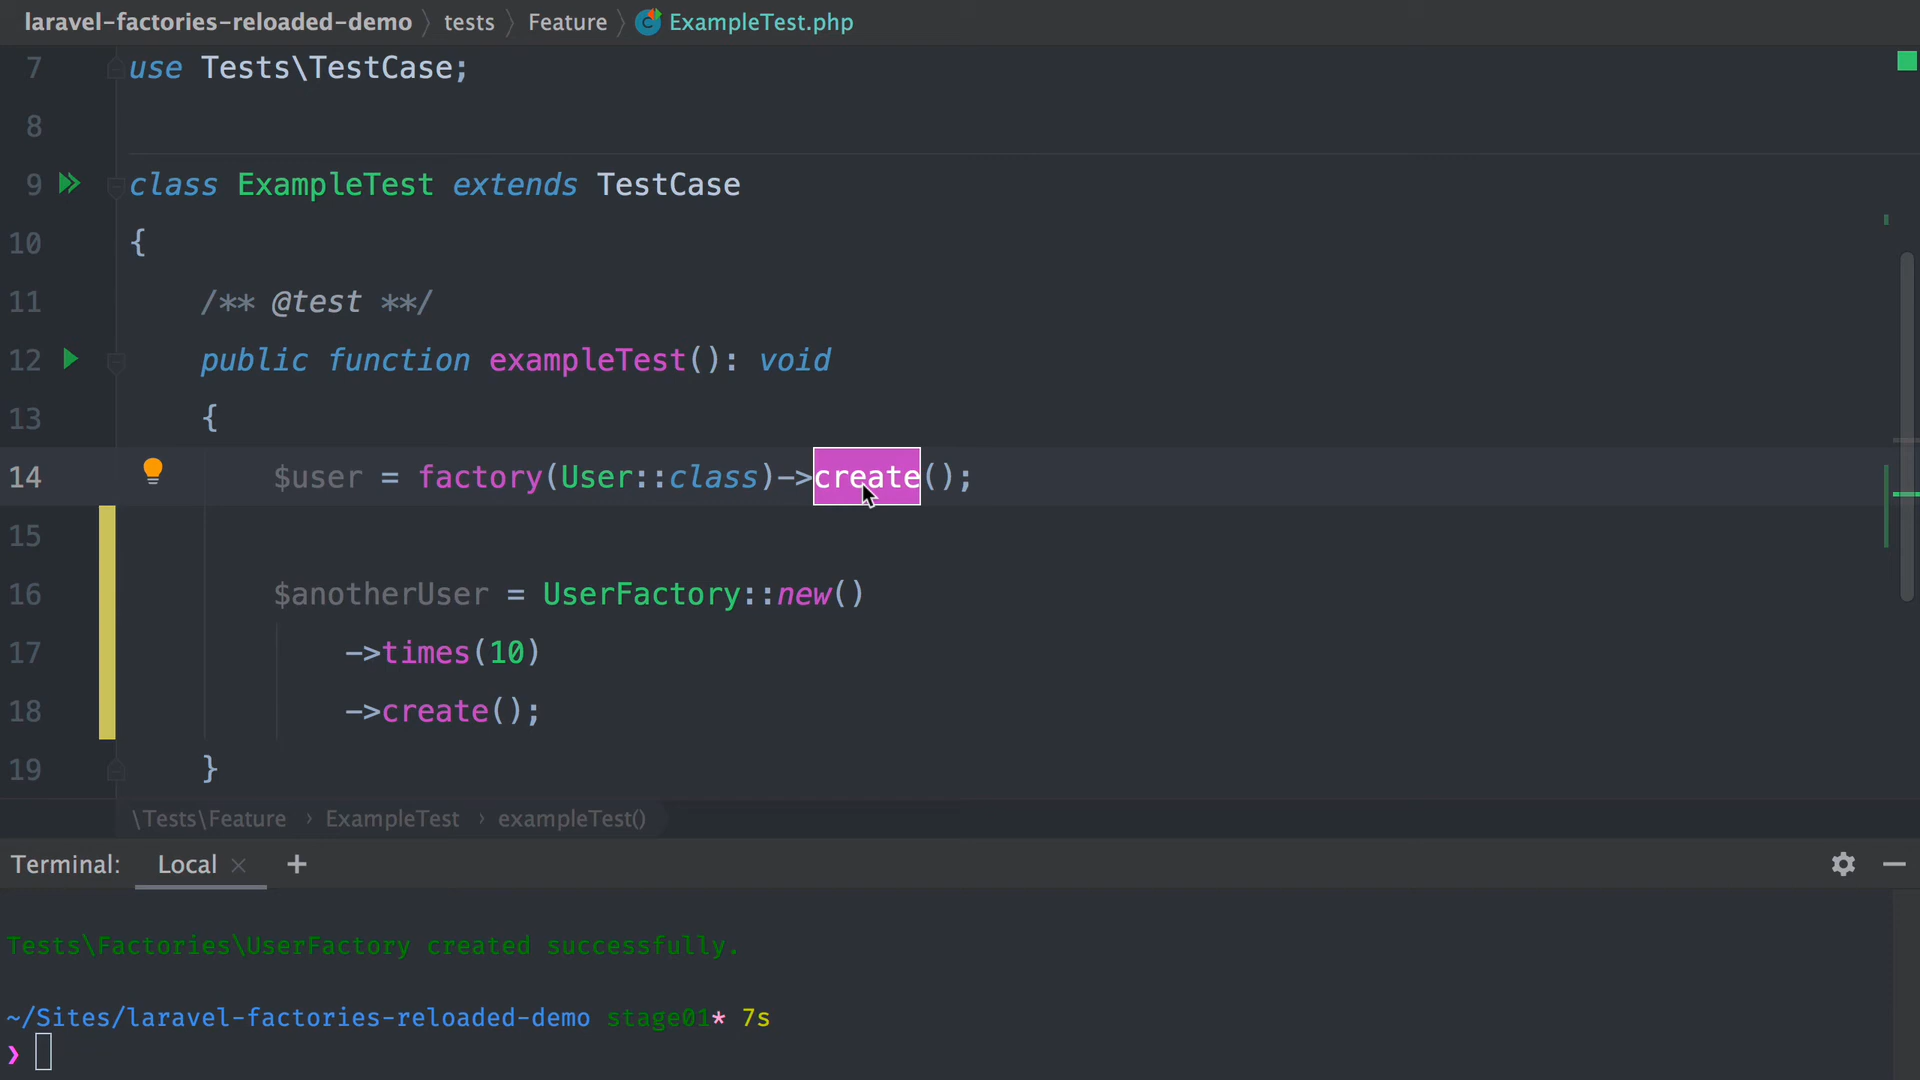 laravel-factories-reloaded-demo 〉 tests 〉 Feature 〉 ExampleTest.php
7 use Tests\TestCase;
8
9 class ExampleTest extends TestCase
10 {
11 /** @test **/
12 public function exampleTest(): void
13 {
14 $user = factory(User::class)->create();
15
16 $anotherUser = UserFactory::new()
17 ->times(10)
18 ->create();
19 }
\Tests\Feature › ExampleTest › exampleTest()
Terminal: Local × +
Tests\Factories\UserFactory created successfully.
~/Sites/laravel-factories-reloaded-demo stage01* 7s
❯